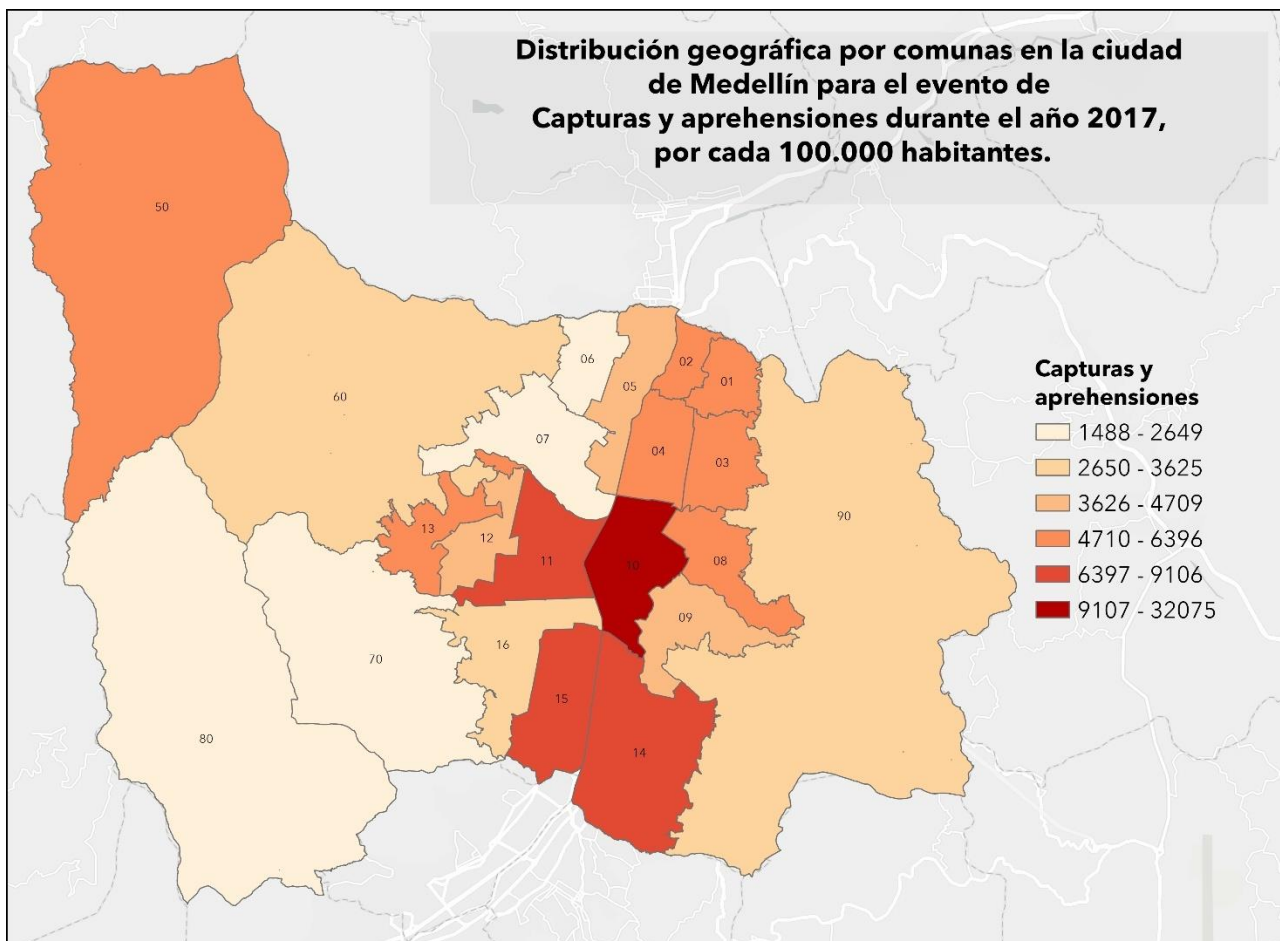 Distribución geográfica por comunas en la ciudad
de Medellín para el evento de
Capturas y aprehensiones durante el año 2017,
por cada 100.000 habitantes.
50
06
02
01
05
60
07
04
03
13
12
90
11
10
08
09
16
70
15
80
14
Capturas y
aprehensiones
1488 - 2649
2650 - 3625
3626 - 4709
4710 - 6396
6397 - 9106
9107 - 32075